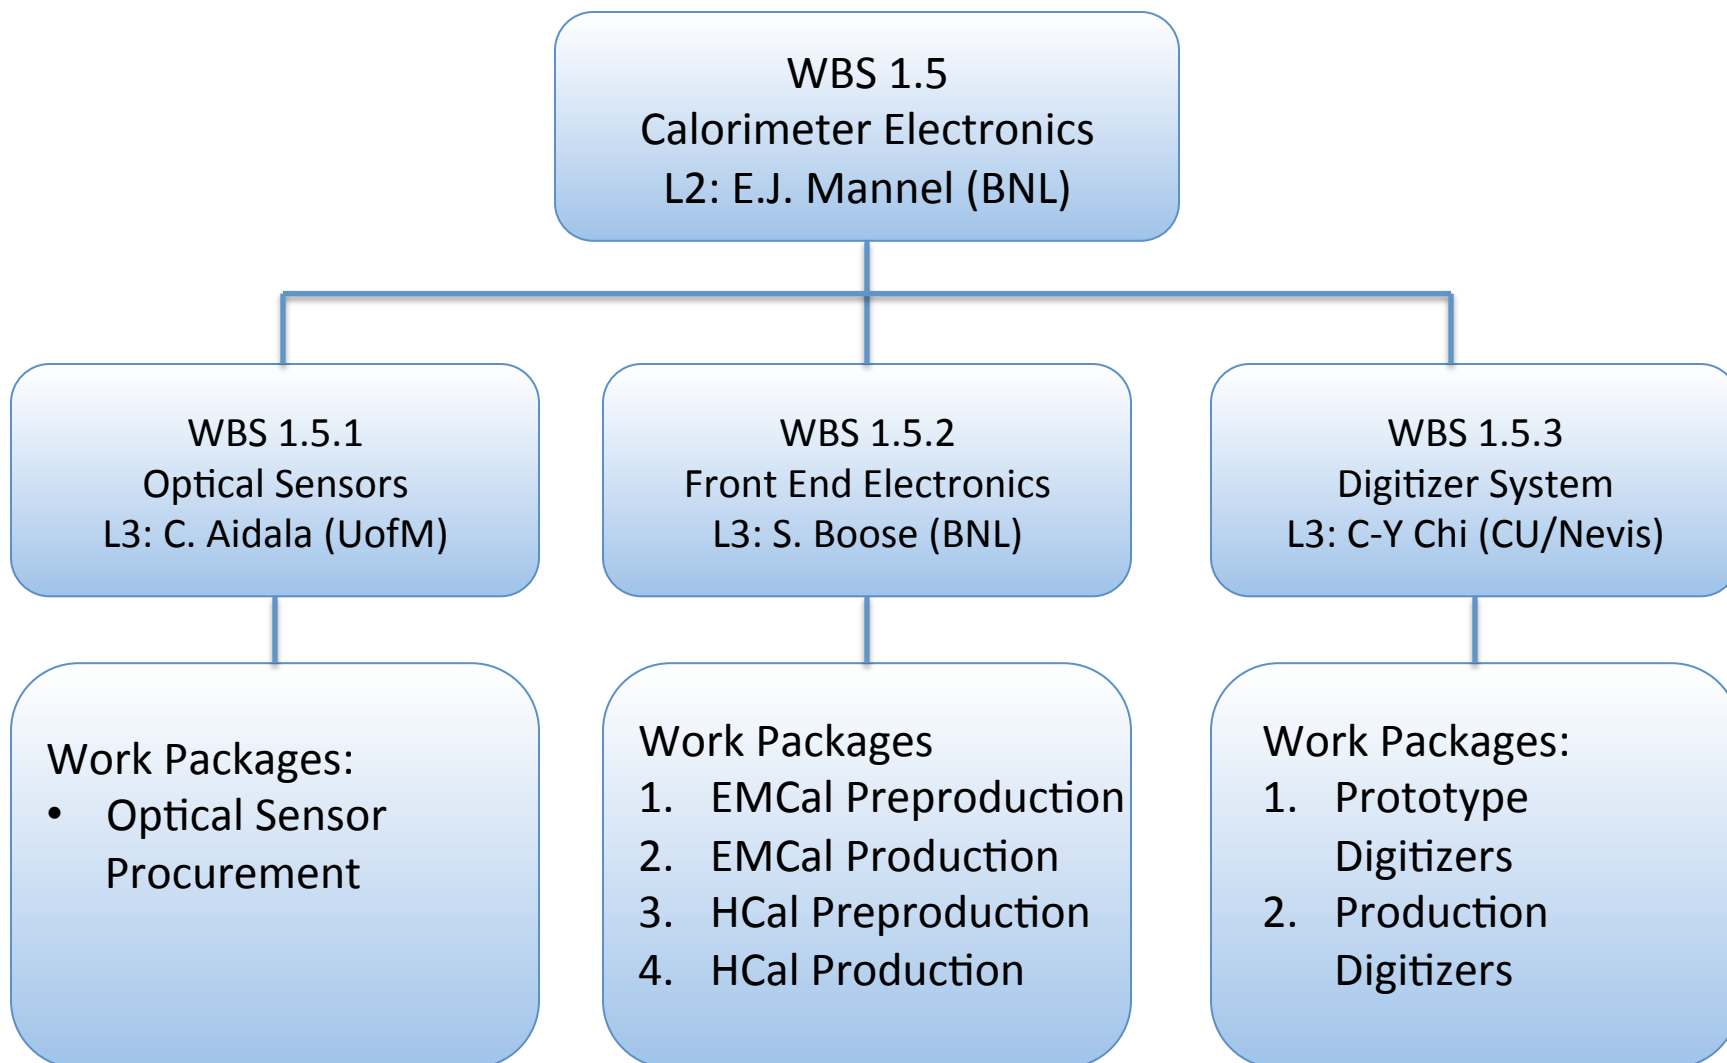 WBS 1.5
Calorimeter Electronics
L2: E.J. Mannel (BNL)
WBS 1.5.1
Optical Sensors
L3: C. Aidala (UofM)
WBS 1.5.2
Front End Electronics
L3: S. Boose (BNL)
WBS 1.5.3
Digitizer System
L3: C-Y Chi (CU/Nevis)
Work Packages:
• Optical Sensor
Procurement
Work Packages
1. EMCal Preproduction
2. EMCal Production
3. HCal Preproduction
4. HCal Production
Work Packages:
1. Prototype
Digitizers
2. Production
Digitizers